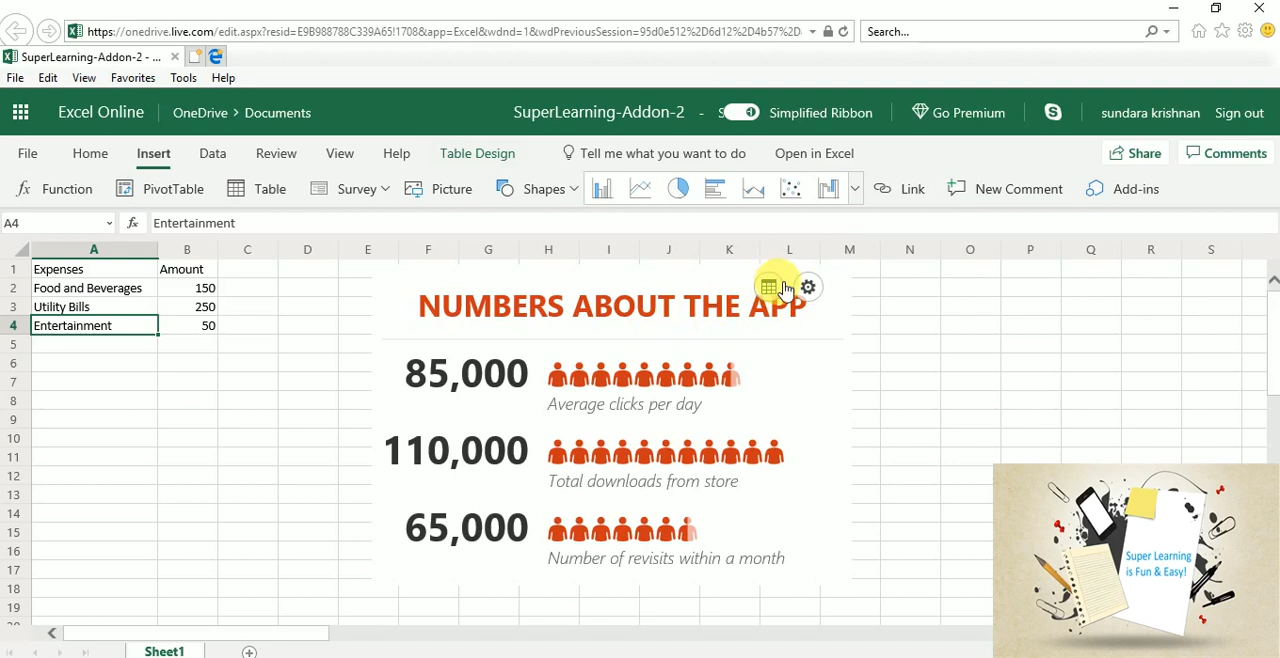 https://onedrive.live.com/edit.aspx?resid=E9B988788C339A65!1708&app=Excel&wdnd=1&wdPreviousSession=95d0e512%2D6d12%2D4b57%2D
Search...
SuperLearning-Addon-2 - ...
File Edit View Favorites Tools Help
Excel Online OneDrive > Documents SuperLearning-Addon-2 - S Simplified Ribbon Go Premium sundara krishnan Sign out
File Home Insert Data Review View Help Table Design Tell me what you want to do Open in Excel Share Comments
fx Function PivotTable Table Survey Picture Shapes Link New Comment Add-ins
A4 fx Entertainment
A B C D E F G H I J K L M N O P Q R S
1 Expenses Amount
2 Food and Beverages 150
3 Utility Bills 250
4 Entertainment 50
5
6
7
8
9
10
11
12
13
14
15
16
17
18
19
NUMBERS ABOUT THE APP
85,000
Average clicks per day
110,000
Total downloads from store
65,000
Number of revisits within a month
Super Learning
is Fun & Easy!
Sheet1